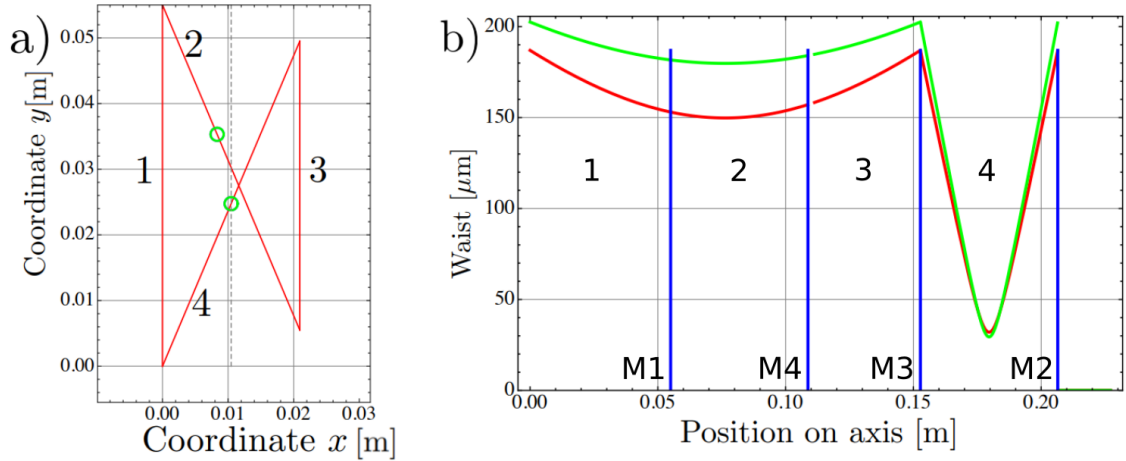 a)
Coordinate y[m]
0.05
0.04
0.03
0.02
0.01
0.00
1
2
3
4
0.00 0.01 0.02 0.03
Coordinate x [m]
b)
Waist [μm]
200
150
100
50
0
1 2 3 4
M1 M4 M3 M2
0.00 0.05 0.10 0.15 0.20
Position on axis [m]